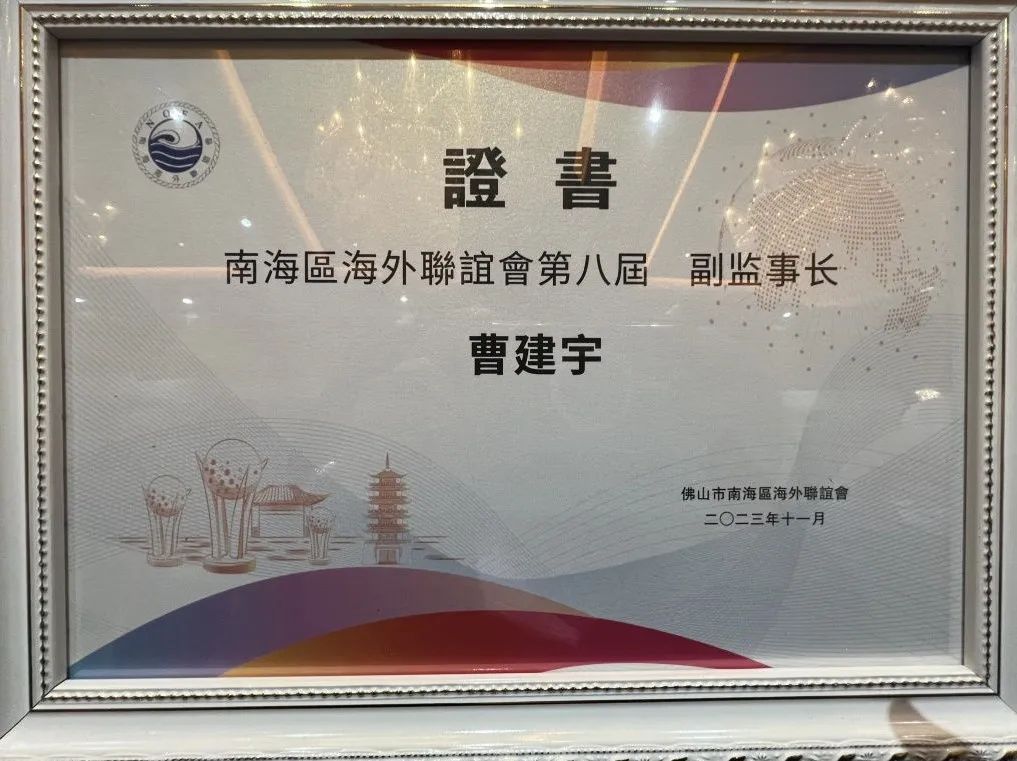 NOFA
證書
南海區海外聯誼會第八屆 副监事长
曹建宇
佛山市南海區海外聯誼會
二〇二三年十一月